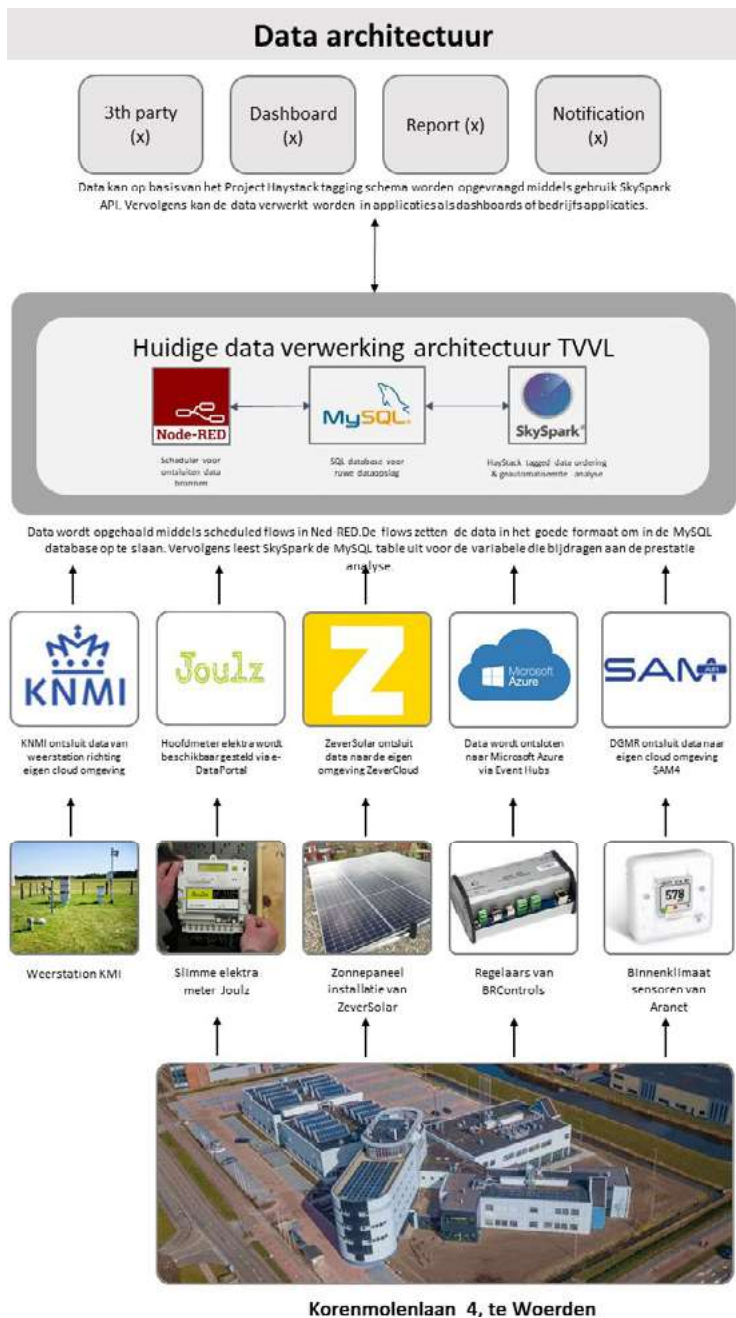 Data architectuur
3th party
(x)
Dashboard
(x)
Report (x)
Notification
(x)
Data kan op basis van het Project Haystack tagging schema worden opgevraagd middels gebruik SkySpark
API. Vervolgens kan de data verwerkt worden in applicaties als dashboards of bedrijfs applicaties.
Huidige data verwerking architectuur TVVL
Node-RED
MySQL®
SkySpark®
Scheduler voor
ontsluiten data
bronnen
SQL database voor
ruwe dataopslag
HayStack tagged data ordering
& geautomatiseerde analyse
Data wordt opgehaald middels scheduled flows in Ned-RED.De flows zetten de data in het goede formaat om in de MySQL
database op te slaan. Vervolgens leest SkySpark de MySQL table uit voor de variabele die bijdragen aan de prestatie
analyse.
KNMI
Joulz
Z
Microsoft
Azure
SAM4
API
KNMI ontsluit data van
weerstation richting
eigen cloud omgeving
Hoofdmeter elektra wordt
beschikbaar gesteld via e-
DataPortal
ZeverSolar ontsluit
data naar de eigen
omgeving ZeverCloud
Data wordt ontsloten
naar Microsoft Azure
via Event Hubs
DGMR ontsluit data naar
eigen cloud omgeving
SAM4
Joulz
578
Weerstation KMI
Slimme elektra
meter Joulz
Zonnepaneel
installatie van
ZeverSolar
Regelaars van
BRControls
Binnenklimaat
sensoren van
Aranet
Korenmolenlaan 4, te Woerden